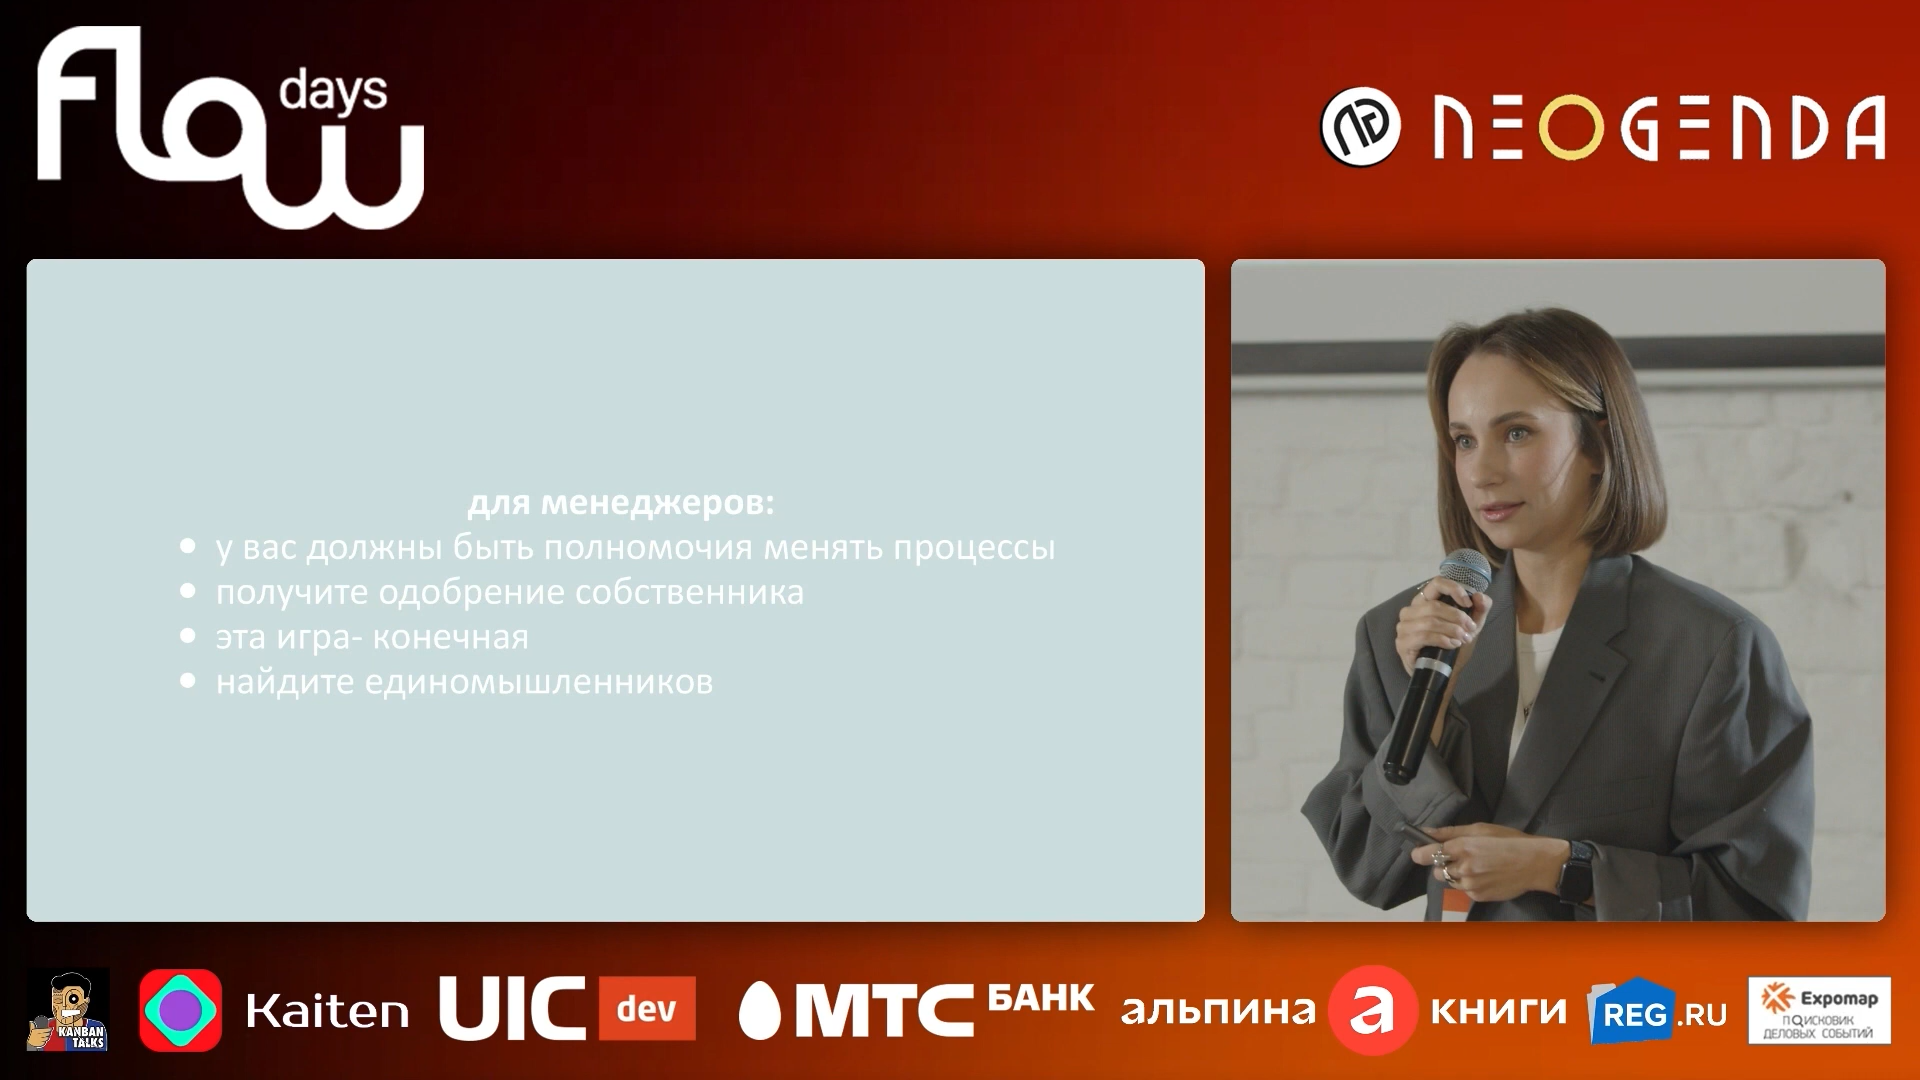 flow days
NEOGENDA
для менеджеров:
у вас должны быть полномочия менять процессы
получите одобрение собственника
эта игра- конечная
найдите единомышленников
KANBAN TALKS
Kaiten
UIC dev
МТС БАНК
альпина а книги
REG.RU
Expomap
ПОИСКОВИК
ДЕЛОВЫХ СОБЫТИЙ